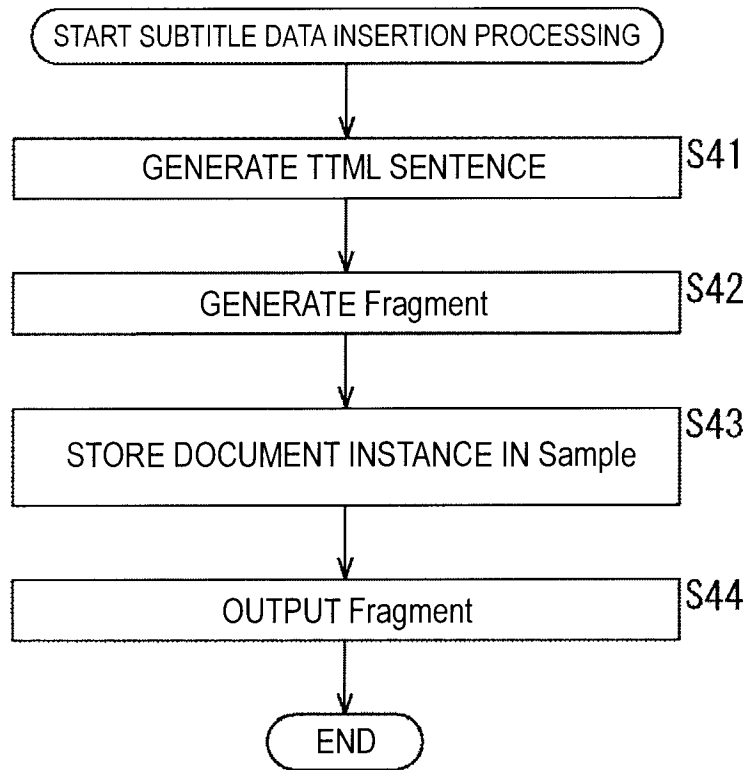 START SUBTITLE DATA INSERTION PROCESSING
GENERATE TTML SENTENCE
S41
GENERATE Fragment
S42
STORE DOCUMENT INSTANCE IN Sample
S43
OUTPUT Fragment
S44
END